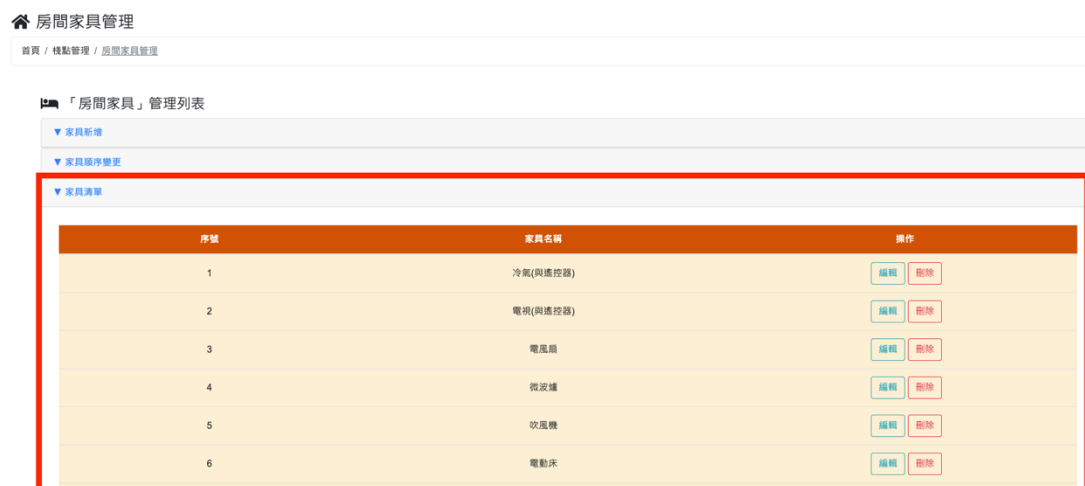 房間家具管理
首頁 / 棧點管理 / 房間家具管理
「房間家具」管理列表
▼ 家具新增
▼ 家具順序變更
▼ 家具清單
序號 家具名稱 操作
1 冷氣(與遙控器) 編輯 刪除
2 電視(與遙控器) 編輯 刪除
3 電風扇 編輯 刪除
4 微波爐 編輯 刪除
5 吹風機 編輯 刪除
6 電動床 編輯 刪除